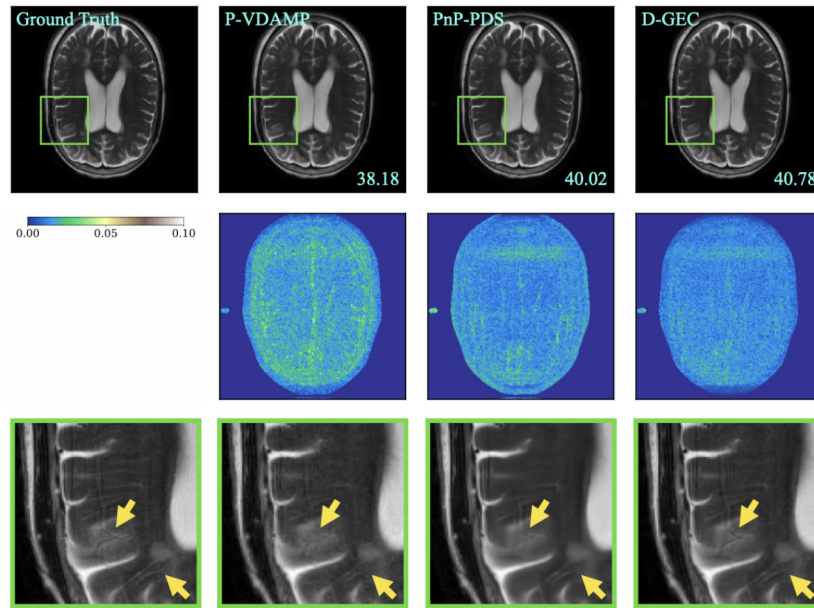 Ground Truth
P-VDAMP
PnP-PDS
D-GEC
38.18
40.02
40.78
0.00
0.05
0.10